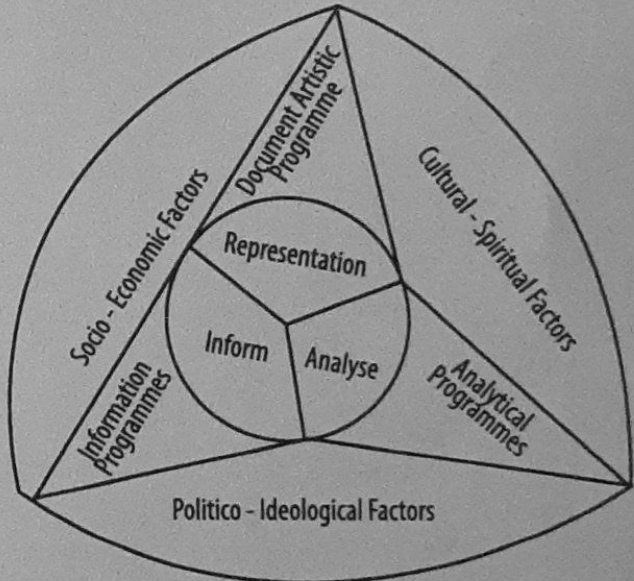 Document Artistic
Programme
Socio - Economic Factors
Cultural - Spiritual Factors
Representation
Inform
Analyse
Information
Programmes
Analytical
Programmes
Politico - Ideological Factors